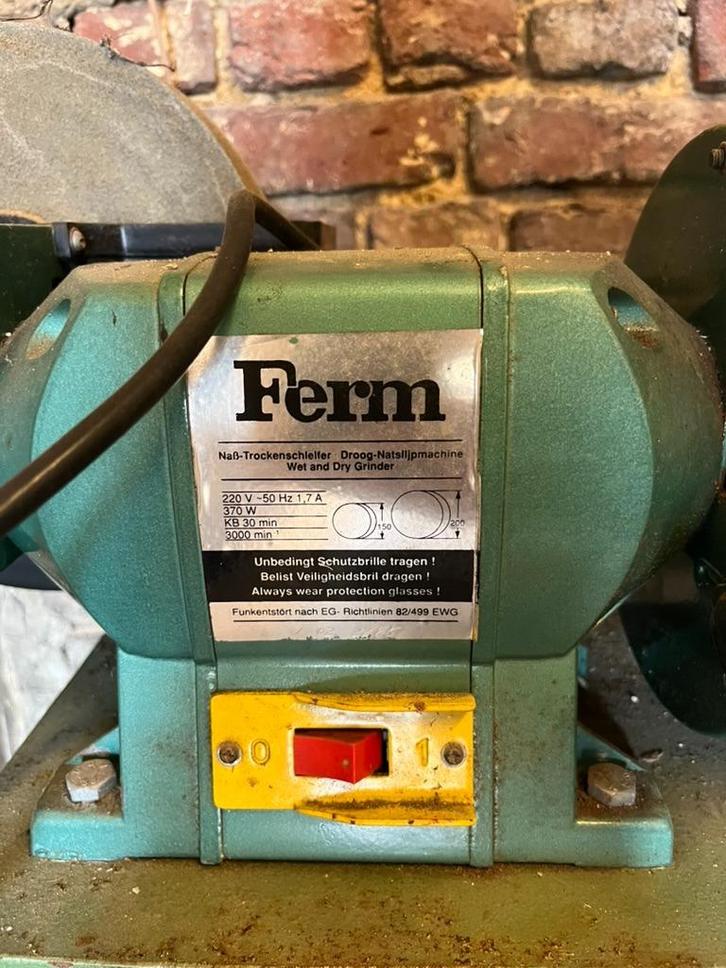 Ferm
Naß-Trockenschleifer Droog-Natslijpmachine
Wet and Dry Grinder
220 V ~50 Hz 1,7 A
370 W
KB 30 min
3000 min⁻¹
150
200
Unbedingt Schutzbrille tragen !
Belist Veiligheidsbril dragen !
Always wear protection glasses !
Funkentstört nach EG- Richtlinien 82/499 EWG
0 1